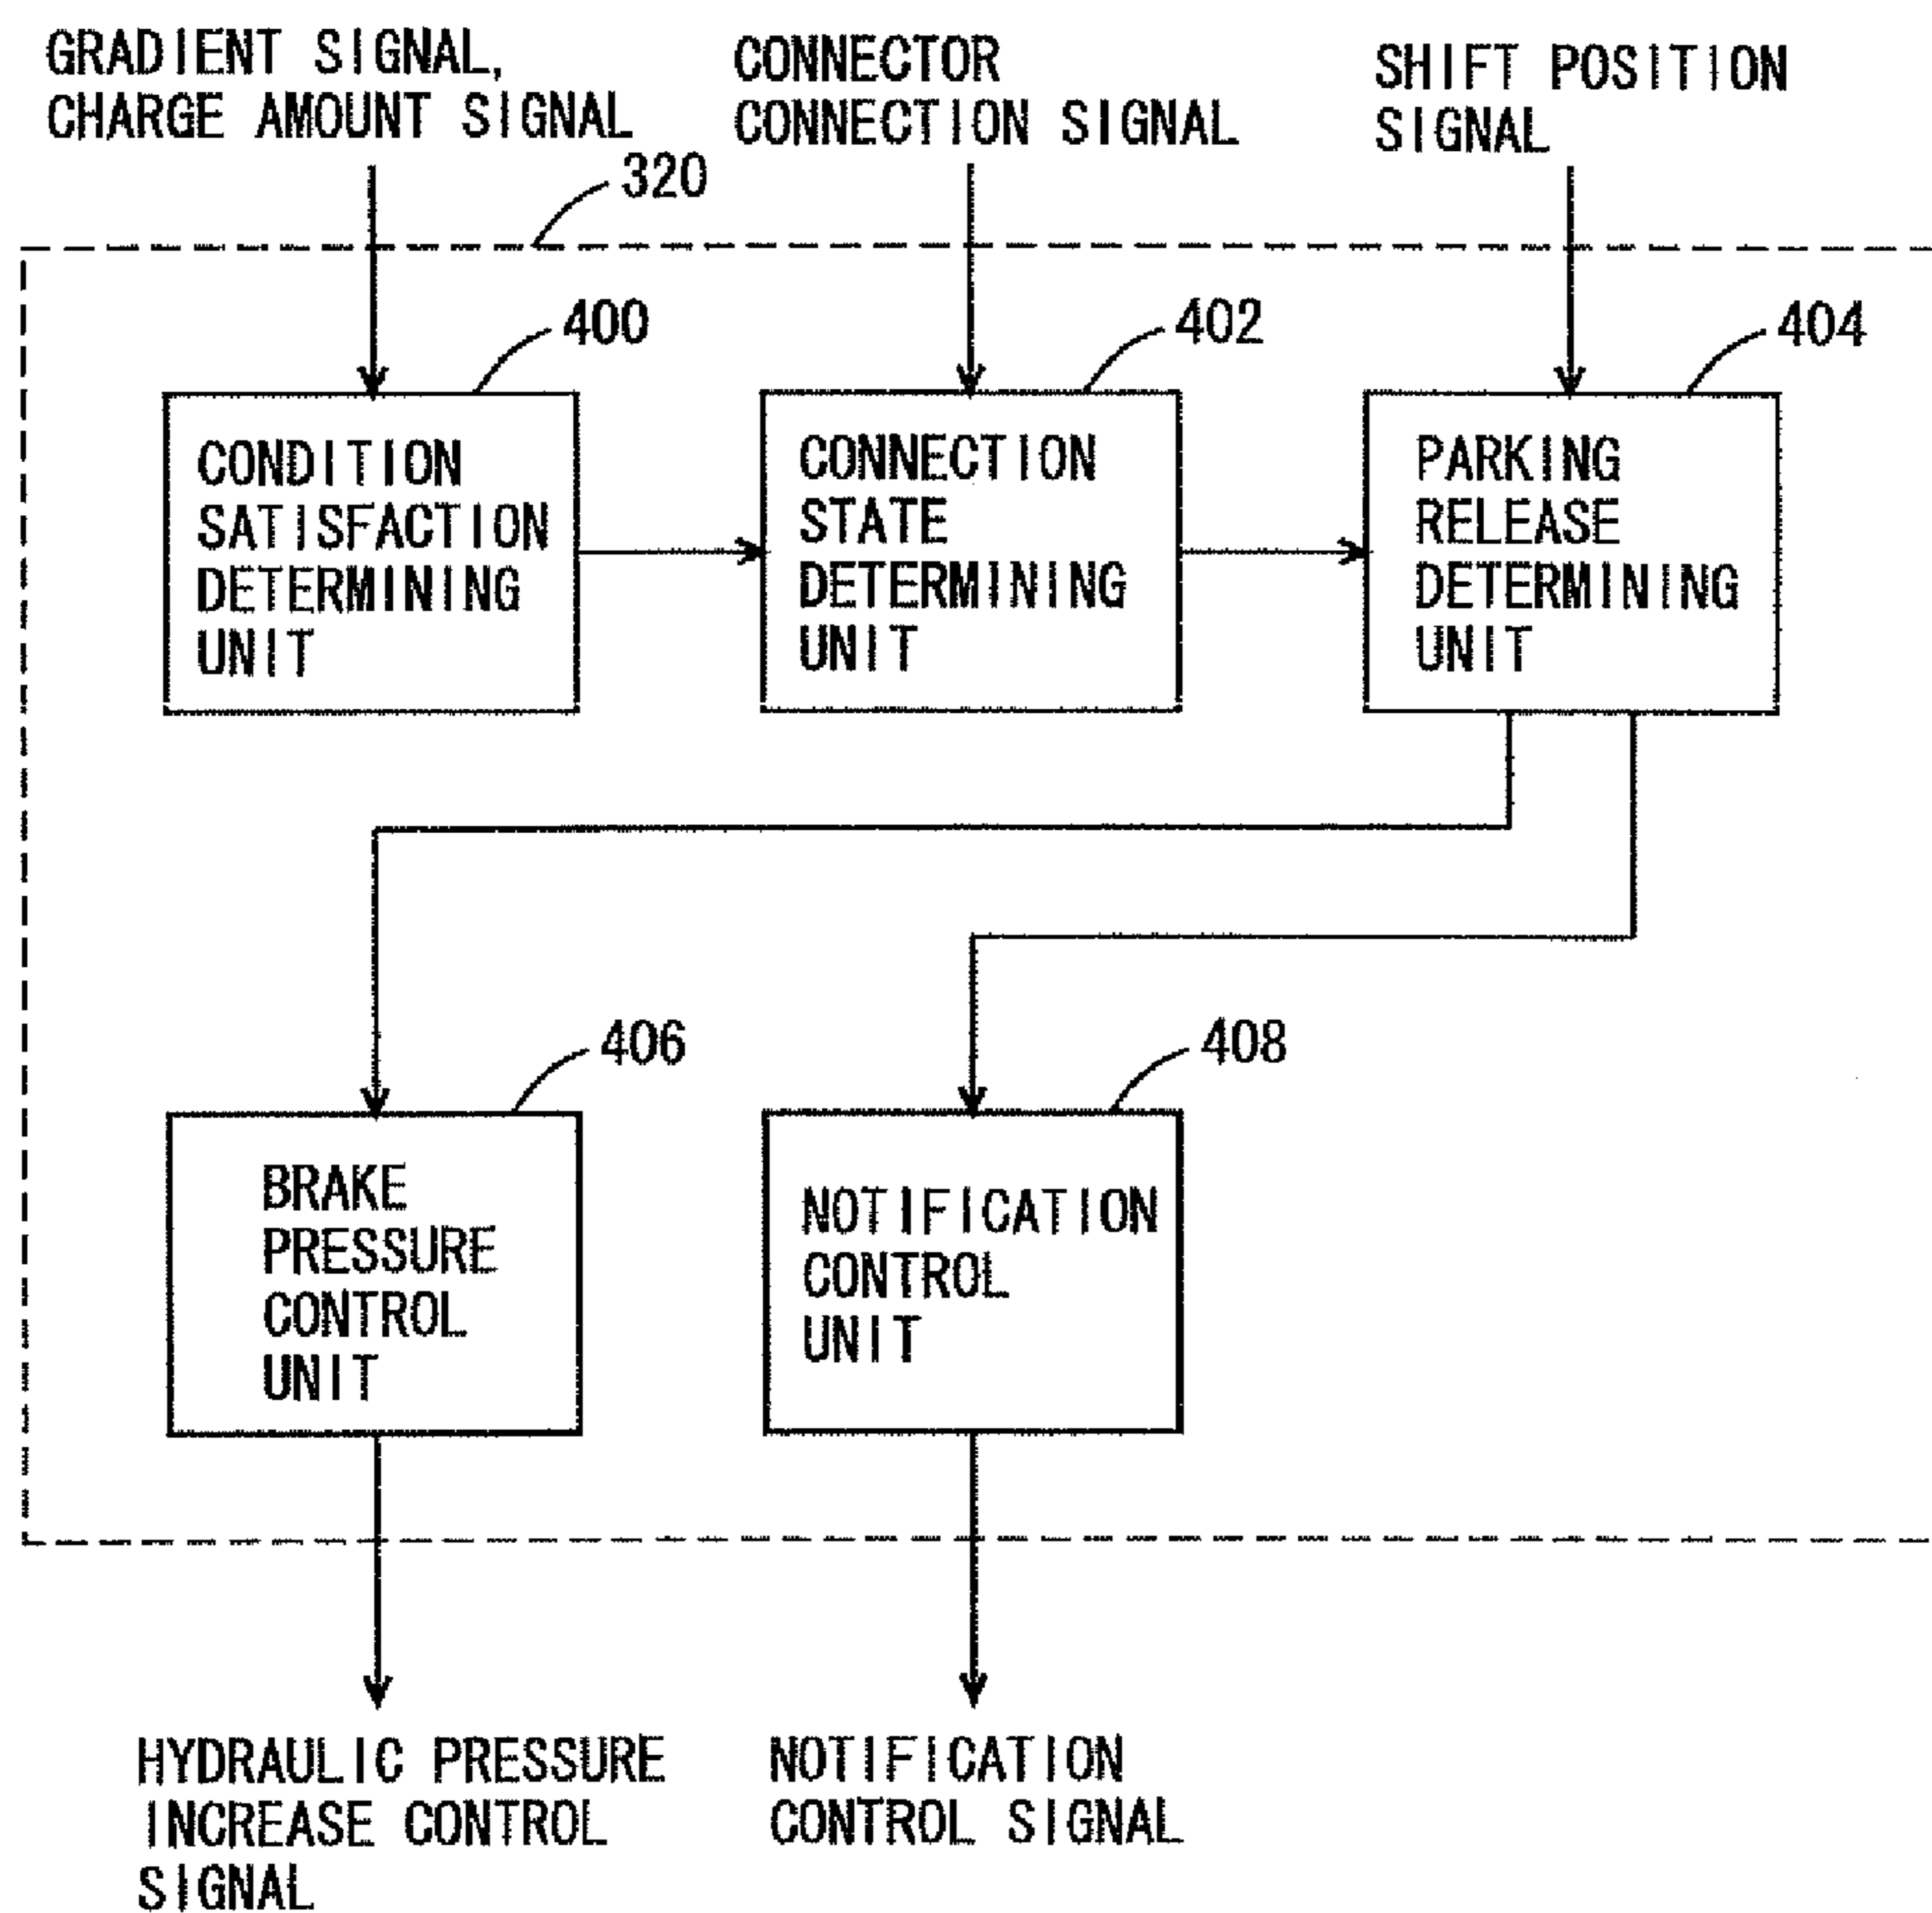 GRADIENT SIGNAL,
CHARGE AMOUNT SIGNAL
CONNECTOR
CONNECTION SIGNAL
SHIFT POSITION
SIGNAL
320
400
402
404
CONDITION
SATISFACTION
DETERMINING
UNIT
CONNECTION
STATE
DETERMINING
UNIT
PARKING
RELEASE
DETERMINING
UNIT
406
408
BRAKE
PRESSURE
CONTROL
UNIT
NOTIFICATION
CONTROL
UNIT
HYDRAULIC PRESSURE
INCREASE CONTROL
SIGNAL
NOTIFICATION
CONTROL SIGNAL